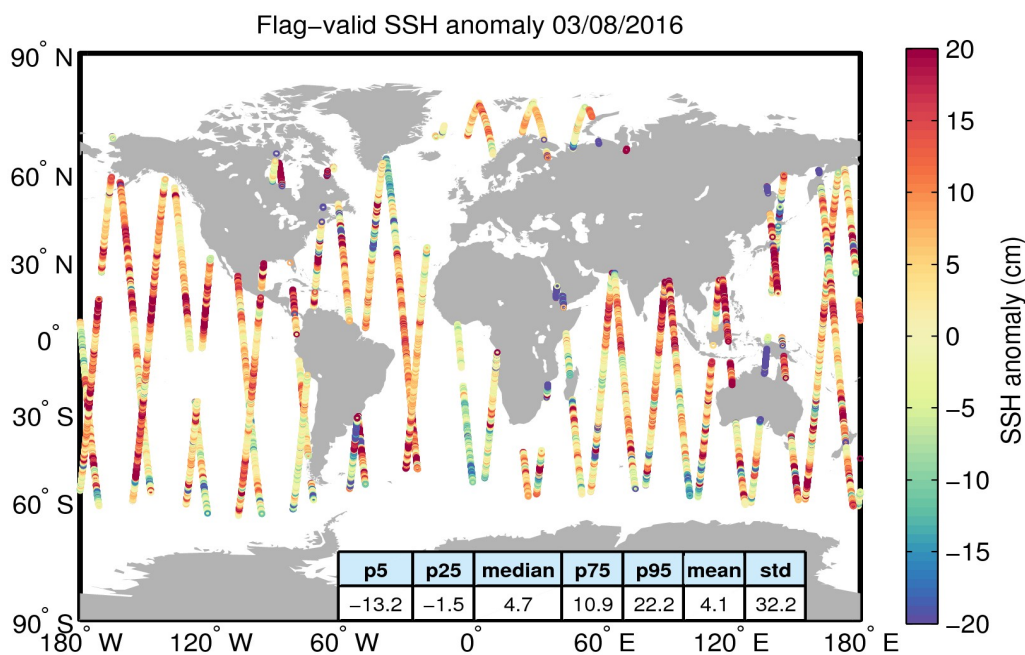 Flag−valid SSH anomaly 03/08/2016
90° N
60° N
30° N
0°
30° S
60° S
90° S
180° W
120° W
60° W
0°
60° E
120° E
180° E
p5 p25 median p75 p95 mean std
−13.2 −1.5 4.7 10.9 22.2 4.1 32.2
20
15
10
5
0
−5
−10
−15
−20
SSH anomaly (cm)